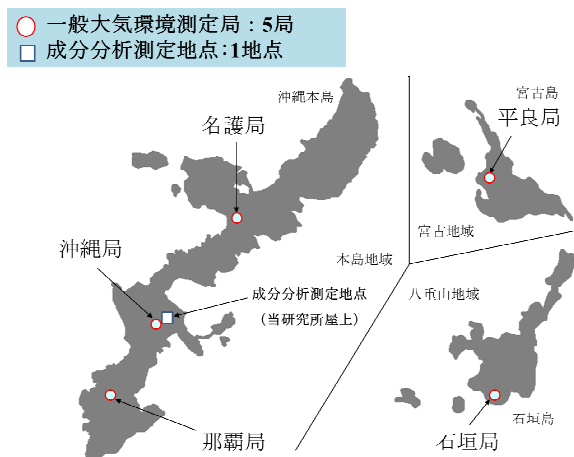 一般大気環境測定局：5局
成分分析測定地点：1地点
沖縄本島
名護局
沖縄局
成分分析測定地点
（当研究所屋上）
那覇局
本島地域
宮古島
平良局
宮古地域
八重山地域
石垣島
石垣局